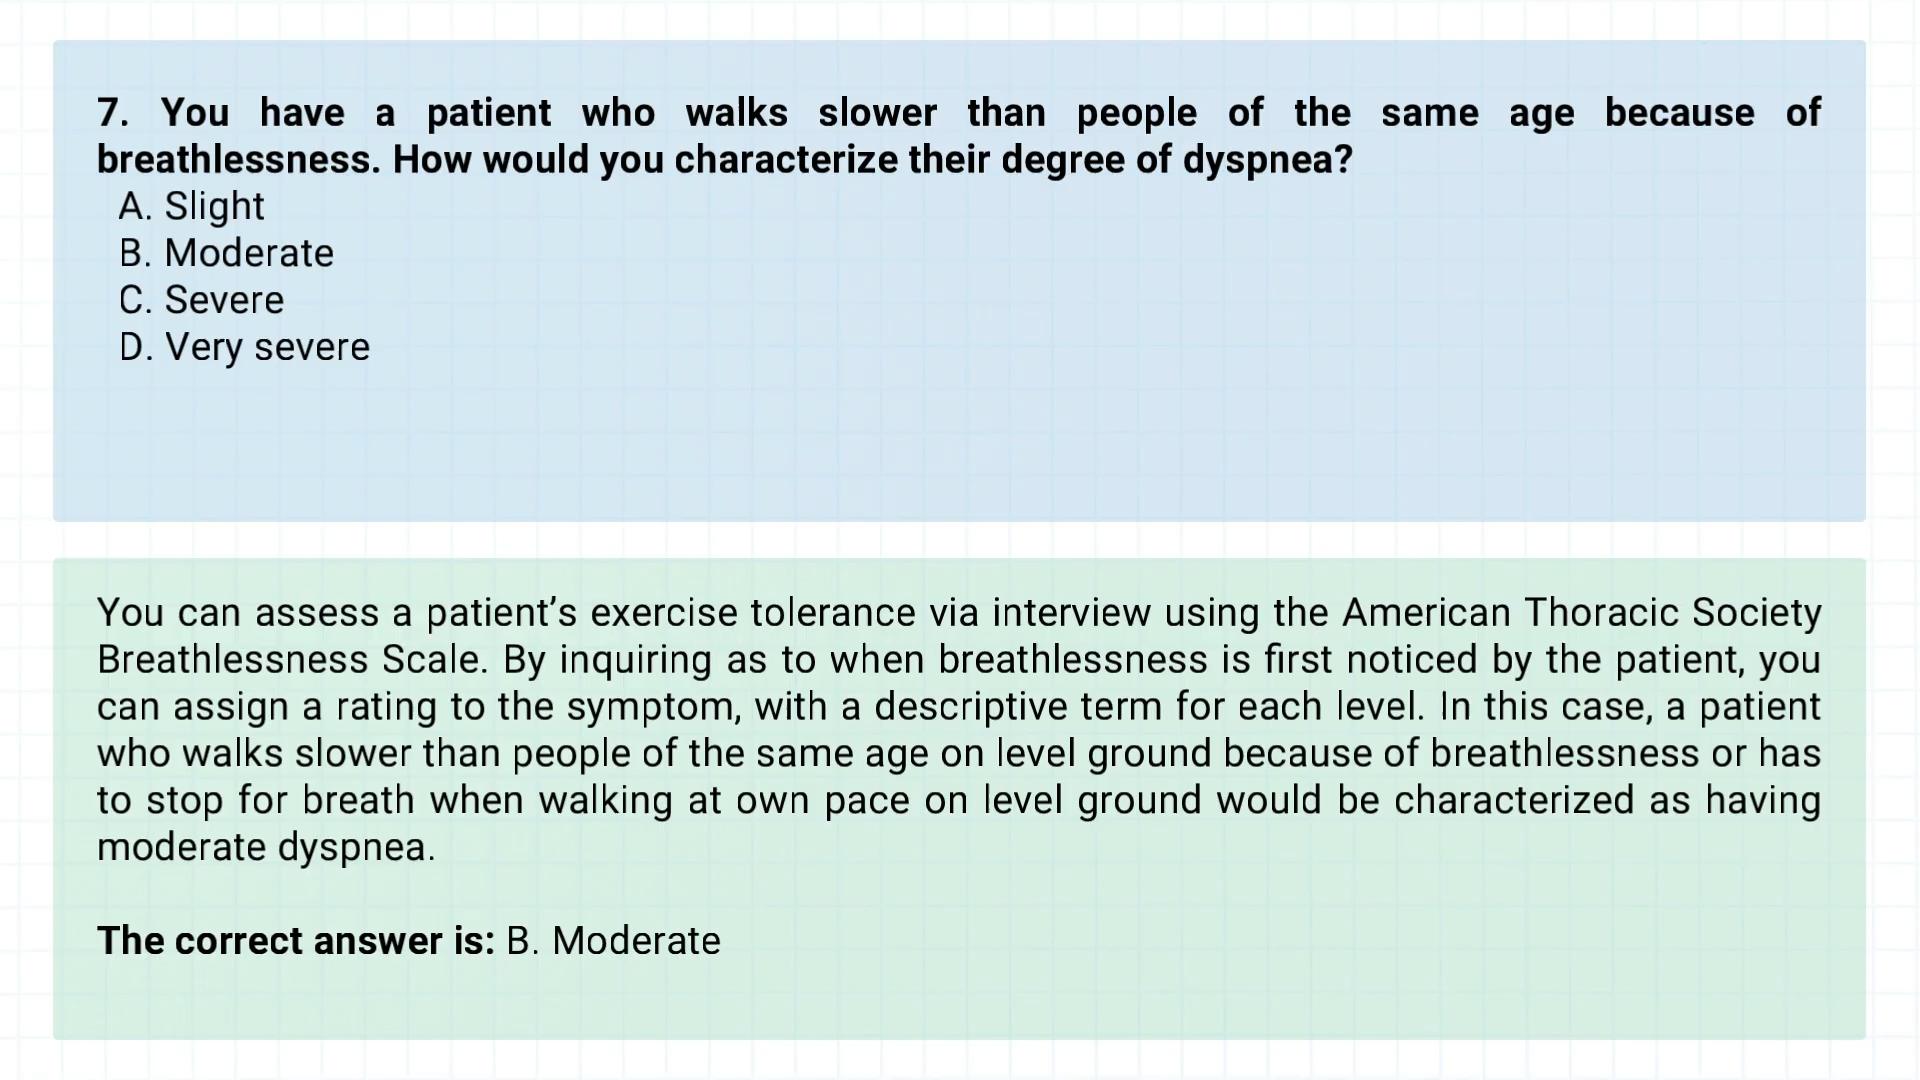 7. You have a patient who walks slower than people of the same age because of
breathlessness. How would you characterize their degree of dyspnea?
A. Slight
B. Moderate
C. Severe
D. Very severe
You can assess a patient’s exercise tolerance via interview using the American Thoracic Society
Breathlessness Scale. By inquiring as to when breathlessness is first noticed by the patient, you
can assign a rating to the symptom, with a descriptive term for each level. In this case, a patient
who walks slower than people of the same age on level ground because of breathlessness or has
to stop for breath when walking at own pace on level ground would be characterized as having
moderate dyspnea.
The correct answer is: B. Moderate